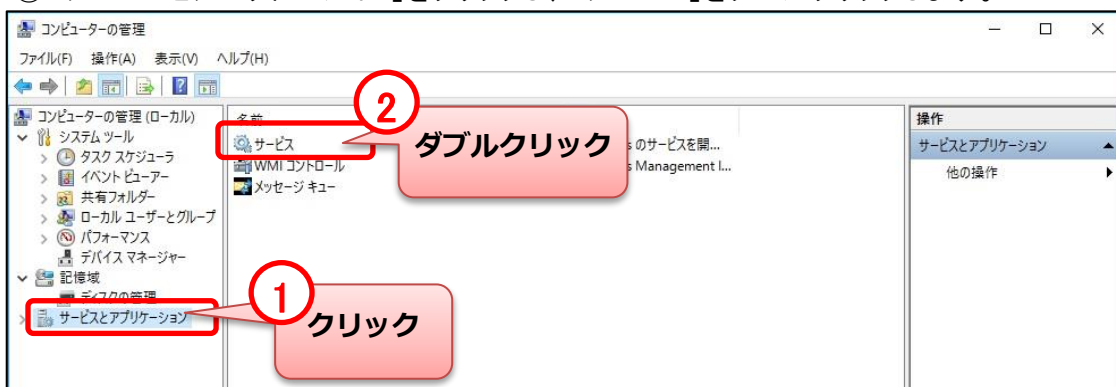 コンピューターの管理
ファイル(F) 操作(A) 表示(V) ヘルプ(H)
コンピューターの管理 (ローカル)
システム ツール
タスク スケジューラ
イベント ビューアー
共有フォルダー
ローカル ユーザーとグループ
パフォーマンス
デバイス マネージャー
記憶域
ディスクの管理
サービスとアプリケーション
1
クリック
名前
サービス
のサービスを開...
WMI コントロール
s Management I...
メッセージ キュー
2
ダブルクリック
操作
サービスとアプリケーション
他の操作